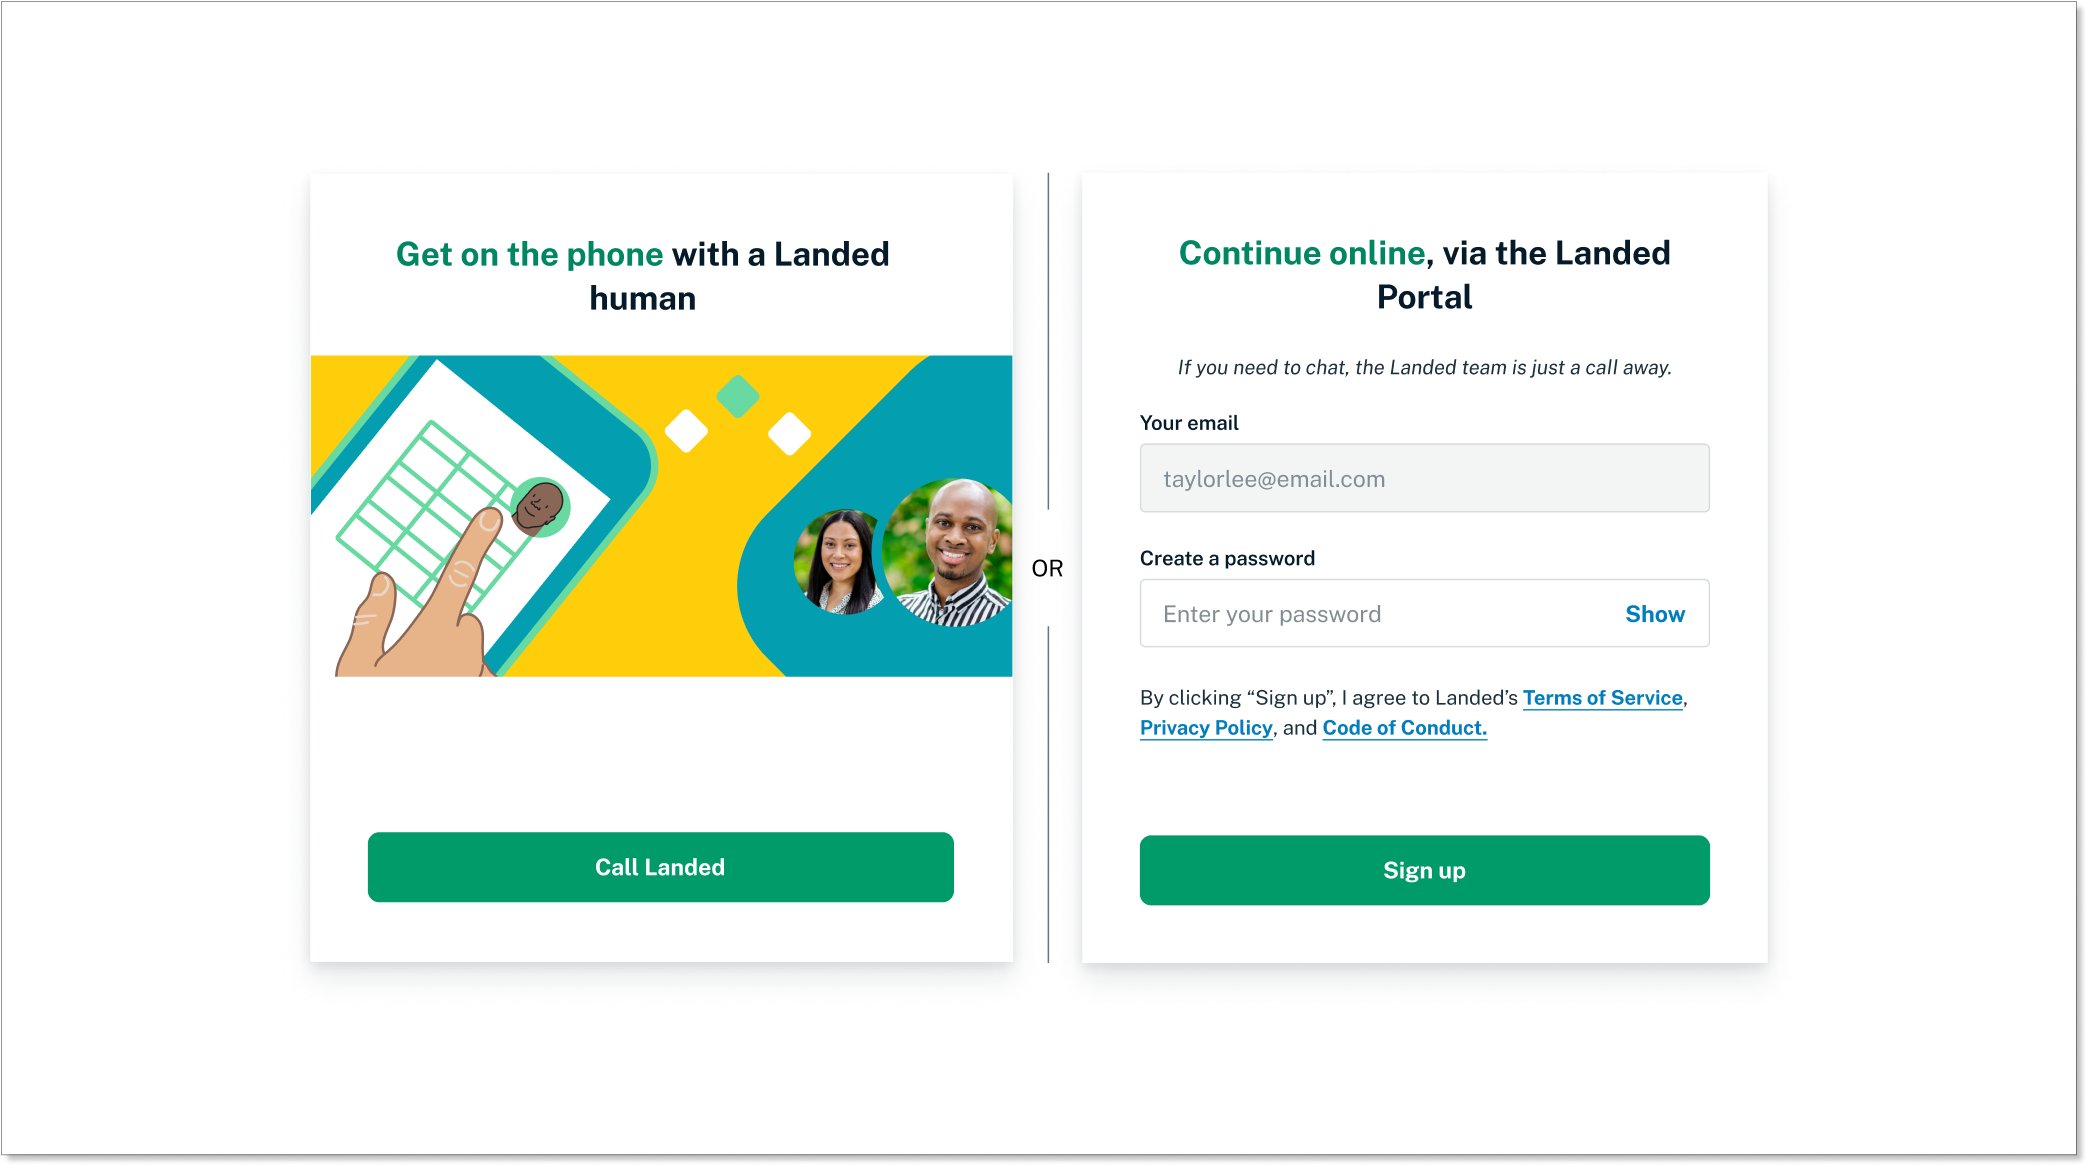 Get on the phone with a Landed
human
Call Landed
OR
Continue online, via the Landed
Portal
If you need to chat, the Landed team is just a call away.
Your email
taylorlee@email.com
Create a password
Enter your password
Show
By clicking “Sign up”, I agree to Landed’s Terms of Service,
Privacy Policy, and Code of Conduct.
Sign up